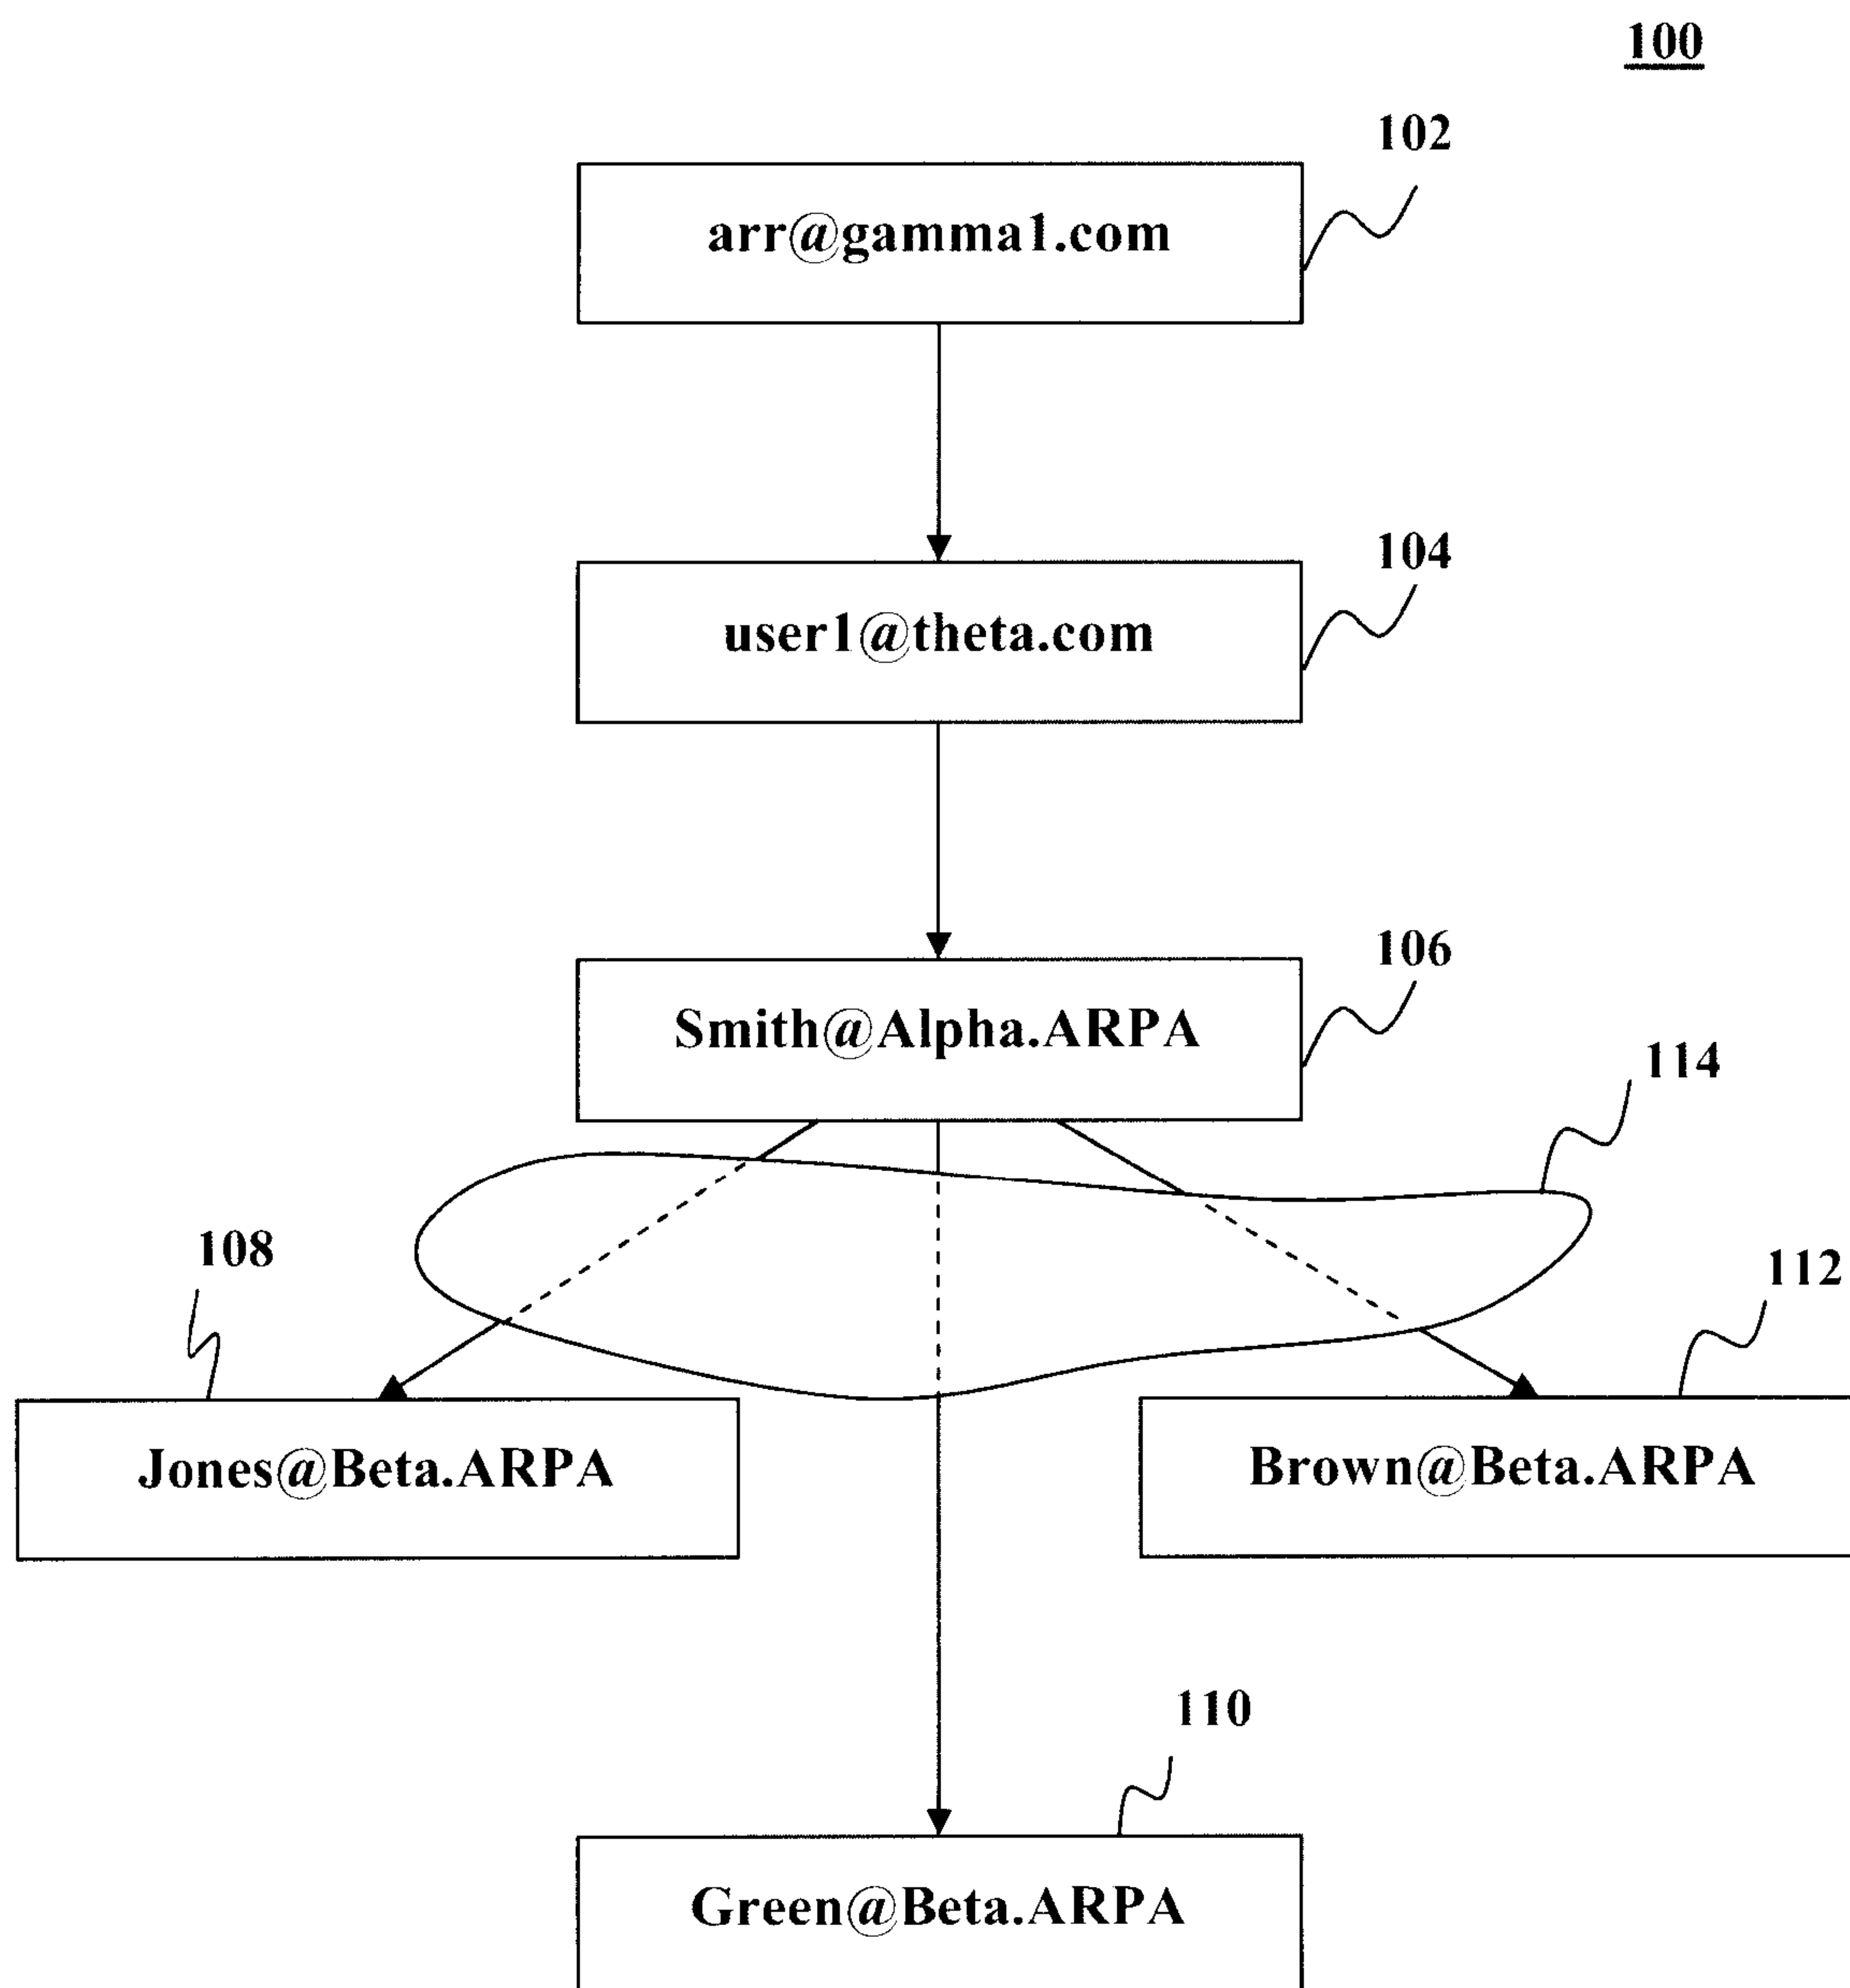 100
102
arr@gamma1.com
104
user1@theta.com
106
Smith@Alpha.ARPA
114
108
112
Jones@Beta.ARPA
Brown@Beta.ARPA
110
Green@Beta.ARPA